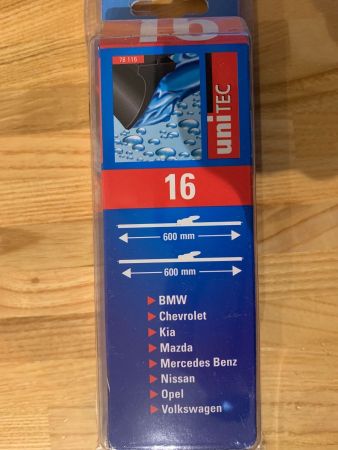 16
78 116
uniTEC
16
600 mm
600 mm
BMW
Chevrolet
Kia
Mazda
Mercedes Benz
Nissan
Opel
Volkswagen